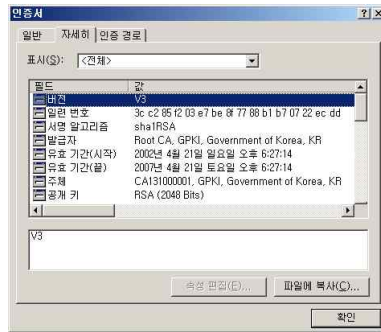 인증서
일반 자세히 인증 경로
표시(S): <전체>
필드 값
버전 V3
일련 번호 3c c2 85 f2 03 e7 be 8f 77 88 b1 b7 07 22 ec dd
서명 알고리즘 sha1RSA
발급자 Root CA, GPKI, Government of Korea, KR
유효 기간(시작) 2002년 4월 21일 일요일 오후 6:27:14
유효 기간(끝) 2007년 4월 21일 토요일 오후 6:27:14
주체 CA131000001, GPKI, Government of Korea, KR
공개 키 RSA (2048 Bits)
V3
속성 편집(E)... 파일에 복사(C)...
확인